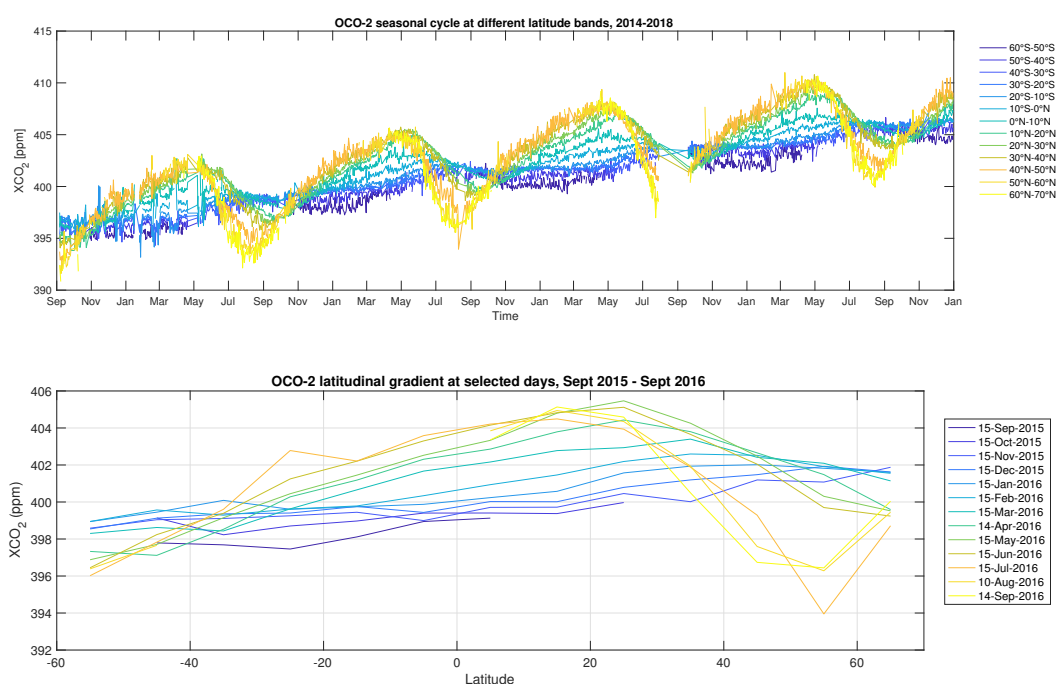 OCO-2 seasonal cycle at different latitude bands, 2014-2018
XCO2 [ppm]
415
410
405
400
395
390
Sep Nov Jan Mar May Jul Sep Nov Jan Mar May Jul Sep Nov Jan Mar May Jul Sep Nov Jan Mar May Jul Sep Nov Jan
Time
60°S-50°S
50°S-40°S
40°S-30°S
30°S-20°S
20°S-10°S
10°S-0°N
0°N-10°N
10°N-20°N
20°N-30°N
30°N-40°N
40°N-50°N
50°N-60°N
60°N-70°N
OCO-2 latitudinal gradient at selected days, Sept 2015 - Sept 2016
XCO2 (ppm)
406
404
402
400
398
396
394
392
-60 -40 -20 0 20 40 60
Latitude
15-Sep-2015
15-Oct-2015
15-Nov-2015
15-Dec-2015
15-Jan-2016
15-Feb-2016
15-Mar-2016
14-Apr-2016
15-May-2016
15-Jun-2016
15-Jul-2016
10-Aug-2016
14-Sep-2016